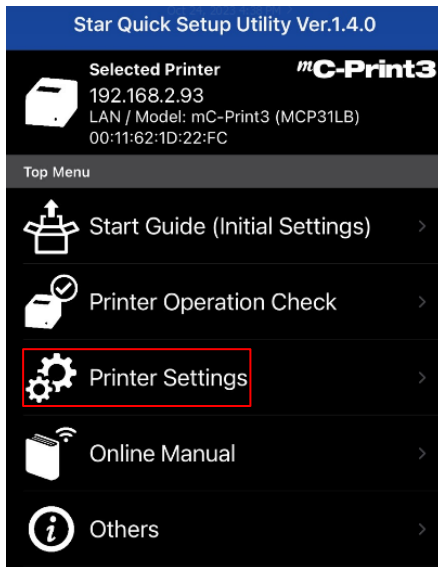 Star Quick Setup Utility Ver.1.4.0
Selected Printer
mC-Print3
192.168.2.93
LAN / Model: mC-Print3 (MCP31LB)
00:11:62:1D:22:FC
Top Menu
Start Guide (Initial Settings)
Printer Operation Check
Printer Settings
Online Manual
Others